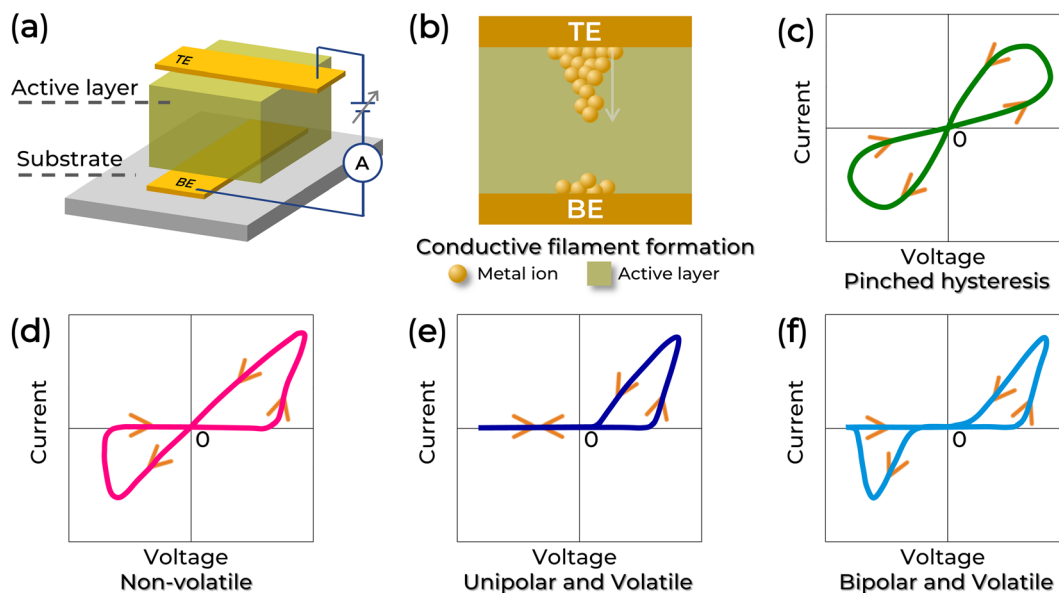 (a)
TE
Active layer
Substrate
BE
A
(b)
TE
BE
Conductive filament formation
Metal ion
Active layer
(c)
Current
0
Voltage
Pinched hysteresis
(d)
Current
0
Voltage
Non-volatile
(e)
Current
0
Voltage
Unipolar and Volatile
(f)
Current
0
Voltage
Bipolar and Volatile